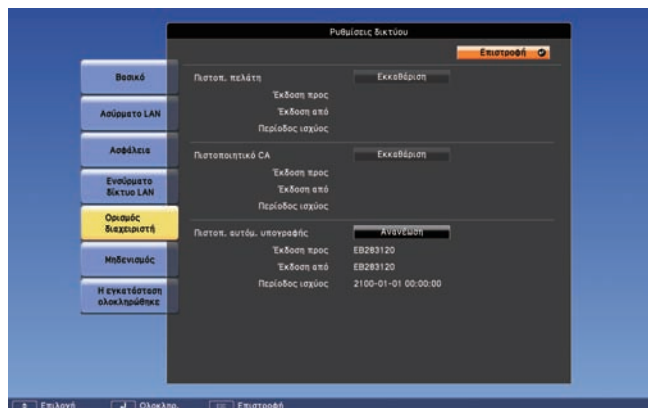 Ρυθμίσεις δικτύου
Επιστροφή
Βασικό
Ασύρματο LAN
Ασφάλεια
Ενσύρματο
δίκτυο LAN
Ορισμός
διαχειριστή
Μηδενισμός
Η εγκατάσταση
ολοκληρώθηκε
Πιστοπ. πελάτη Εκκαθάριση
Έκδοση προς
Έκδοση από
Περίοδος ισχύος
Πιστοποιητικό CA Εκκαθάριση
Έκδοση προς
Έκδοση από
Περίοδος ισχύος
Πιστοπ. αυτόμ. υπογραφής Ανανέωση
Έκδοση προς EB283120
Έκδοση από EB283120
Περίοδος ισχύος 2100-01-01 00:00:00
Επιλογή Ολοκληρ. Επιστροφή